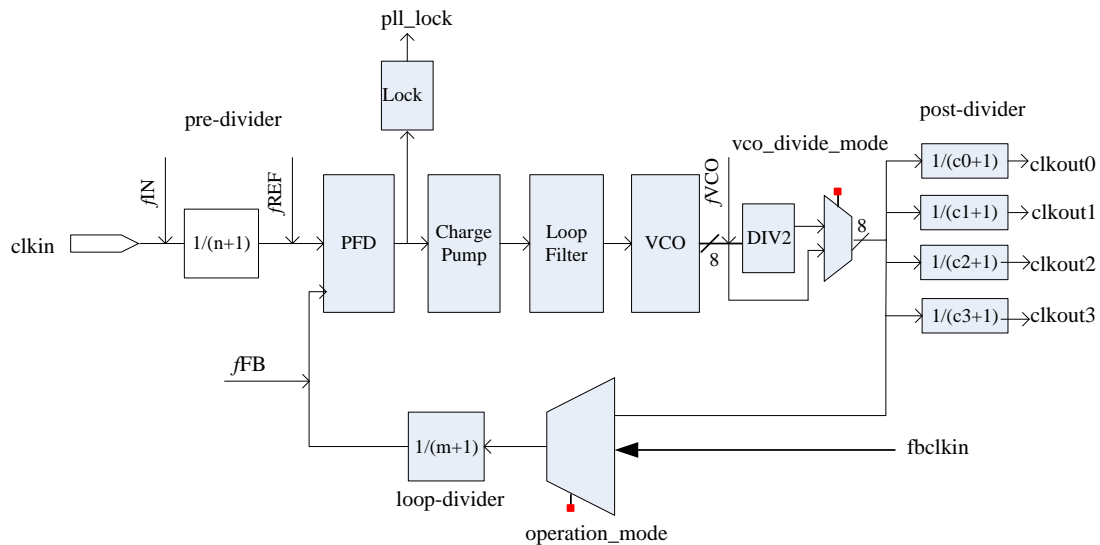 pll_lock
Lock
pre-divider
post-divider
vco_divide_mode
fIN
fREF
fVCO
1/(c0+1)
clkout0
1/(c1+1)
clkout1
1/(c2+1)
clkout2
1/(c3+1)
clkout3
clkin
1/(n+1)
PFD
Charge
Pump
Loop
Filter
VCO
8
DIV2
8
fFB
1/(m+1)
loop-divider
fbclkin
operation_mode